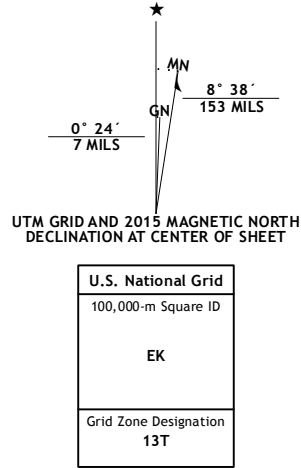 MN
GN
8° 38´
153 MILS
0° 24´
7 MILS
UTM GRID AND 2015 MAGNETIC NORTH
DECLINATION AT CENTER OF SHEET
U.S. National Grid
100,000-m Square ID
EK
Grid Zone Designation
13T